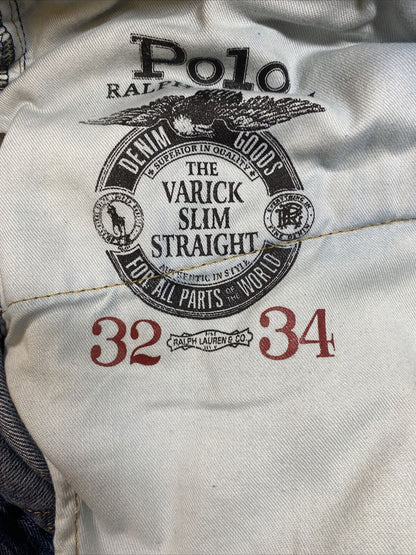 Polo
RALPH
DENIM GOODS
SUPERIOR IN QUALITY
THE
VARICK
SLIM
STRAIGHT
AUTHENTIC IN STYLE
FOR ALL PARTS OF THE WORLD
32
RALPH LAUREN & CO.
34